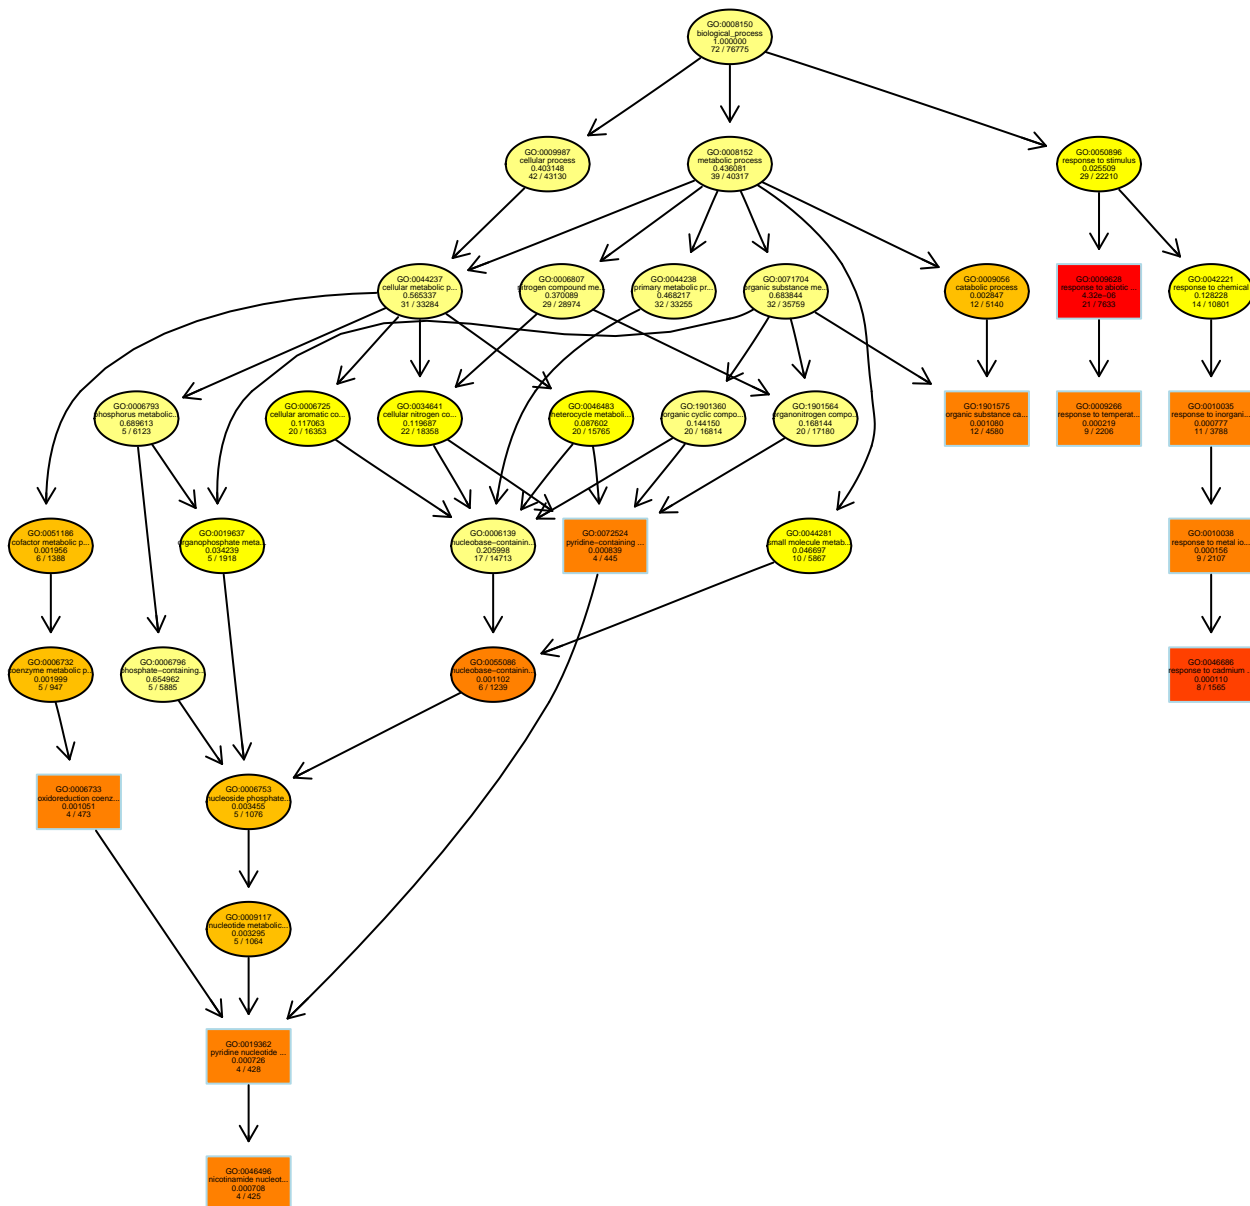 GO:0008150
biological_process
1.000000
72 / 76775
GO:0009987
cellular process
0.403148
42 / 43130
GO:0008152
metabolic process
0.436081
39 / 40317
GO:0050896
response to stimulus
0.025509
29 / 22210
GO:0044237
cellular metabolic p...
0.565337
31 / 33284
GO:0006807
nitrogen compound me...
0.370089
29 / 28974
GO:0044238
primary metabolic pr...
0.468217
32 / 33255
GO:0071704
organic substance me...
0.683844
32 / 35759
GO:0009056
catabolic process
0.002847
12 / 5140
GO:0009628
response to abiotic ...
4.32e-06
21 / 7633
GO:0042221
response to chemical
0.128228
14 / 10801
GO:0006793
phosphorus metabolic...
0.689613
5 / 6123
GO:0006725
cellular aromatic co...
0.117063
20 / 16353
GO:0034641
cellular nitrogen co...
0.119687
22 / 18358
GO:0046483
heterocycle metaboli...
0.087602
20 / 15765
GO:1901360
organic cyclic compo...
0.144150
20 / 16814
GO:1901564
organonitrogen compo...
0.168144
20 / 17180
GO:1901575
organic substance ca...
0.001080
12 / 4580
GO:0009266
response to temperat...
0.000219
9 / 2206
GO:0010035
response to inorgani...
0.000777
11 / 3788
GO:0051186
cofactor metabolic p...
0.001956
6 / 1388
GO:0019637
organophosphate meta...
0.034239
5 / 1918
GO:0006139
nucleobase−containin...
0.205998
17 / 14713
GO:0072524
pyridine−containing ...
0.000839
4 / 445
GO:0044281
small molecule metab...
0.046697
10 / 5867
GO:0010038
response to metal io...
0.000156
9 / 2107
GO:0006732
coenzyme metabolic p...
0.001999
5 / 947
GO:0006796
phosphate−containing...
0.654962
5 / 5885
GO:0055086
nucleobase−containin...
0.001102
6 / 1239
GO:0046686
response to cadmium ...
0.000110
8 / 1565
GO:0006733
oxidoreduction coenz...
0.001051
4 / 473
GO:0006753
nucleoside phosphate...
0.003455
5 / 1076
GO:0009117
nucleotide metabolic...
0.003295
5 / 1064
GO:0019362
pyridine nucleotide ...
0.000726
4 / 428
GO:0046496
nicotinamide nucleot...
0.000708
4 / 425